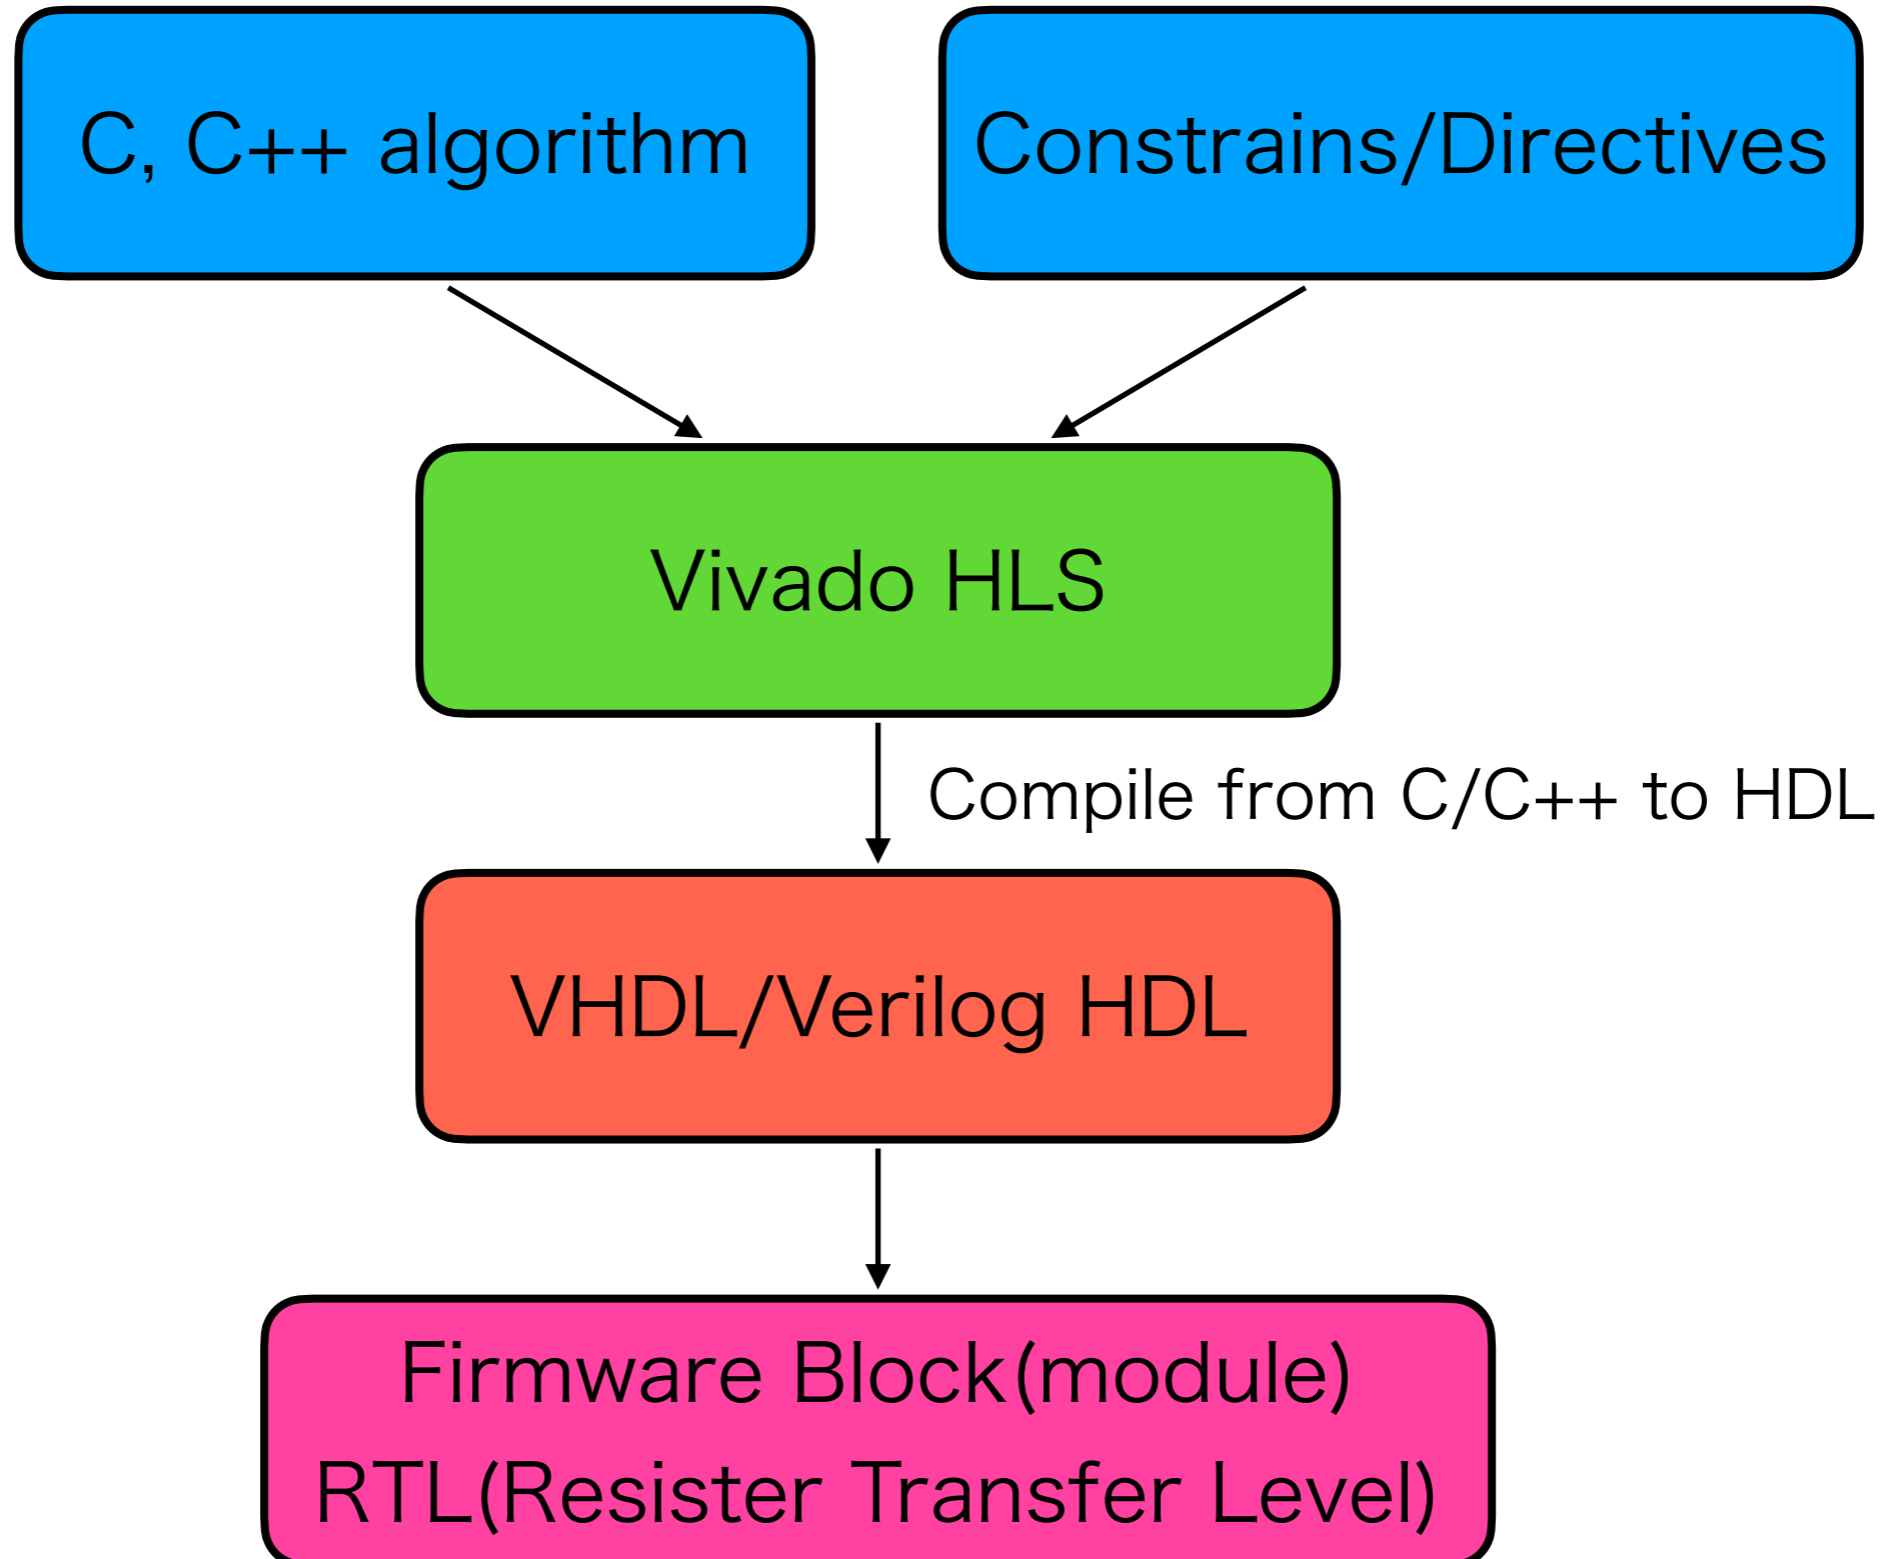 C, C++ algorithm
Constrains/Directives
Vivado HLS
Compile from C/C++ to HDL
VHDL/Verilog HDL
Firmware Block(module)
RTL(Resister Transfer Level)